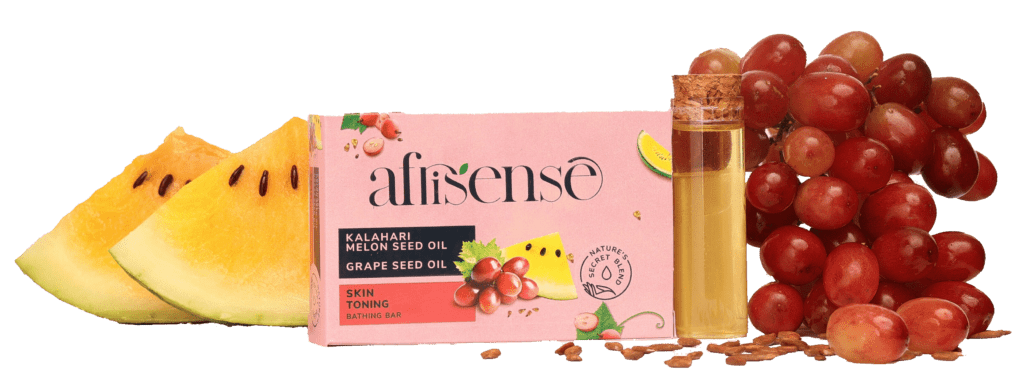 afrisense
KALAHARI
MELON SEED OIL
GRAPE SEED OIL
SKIN
TONING
BATHING BAR
NATURE'S
SECRET BLEND